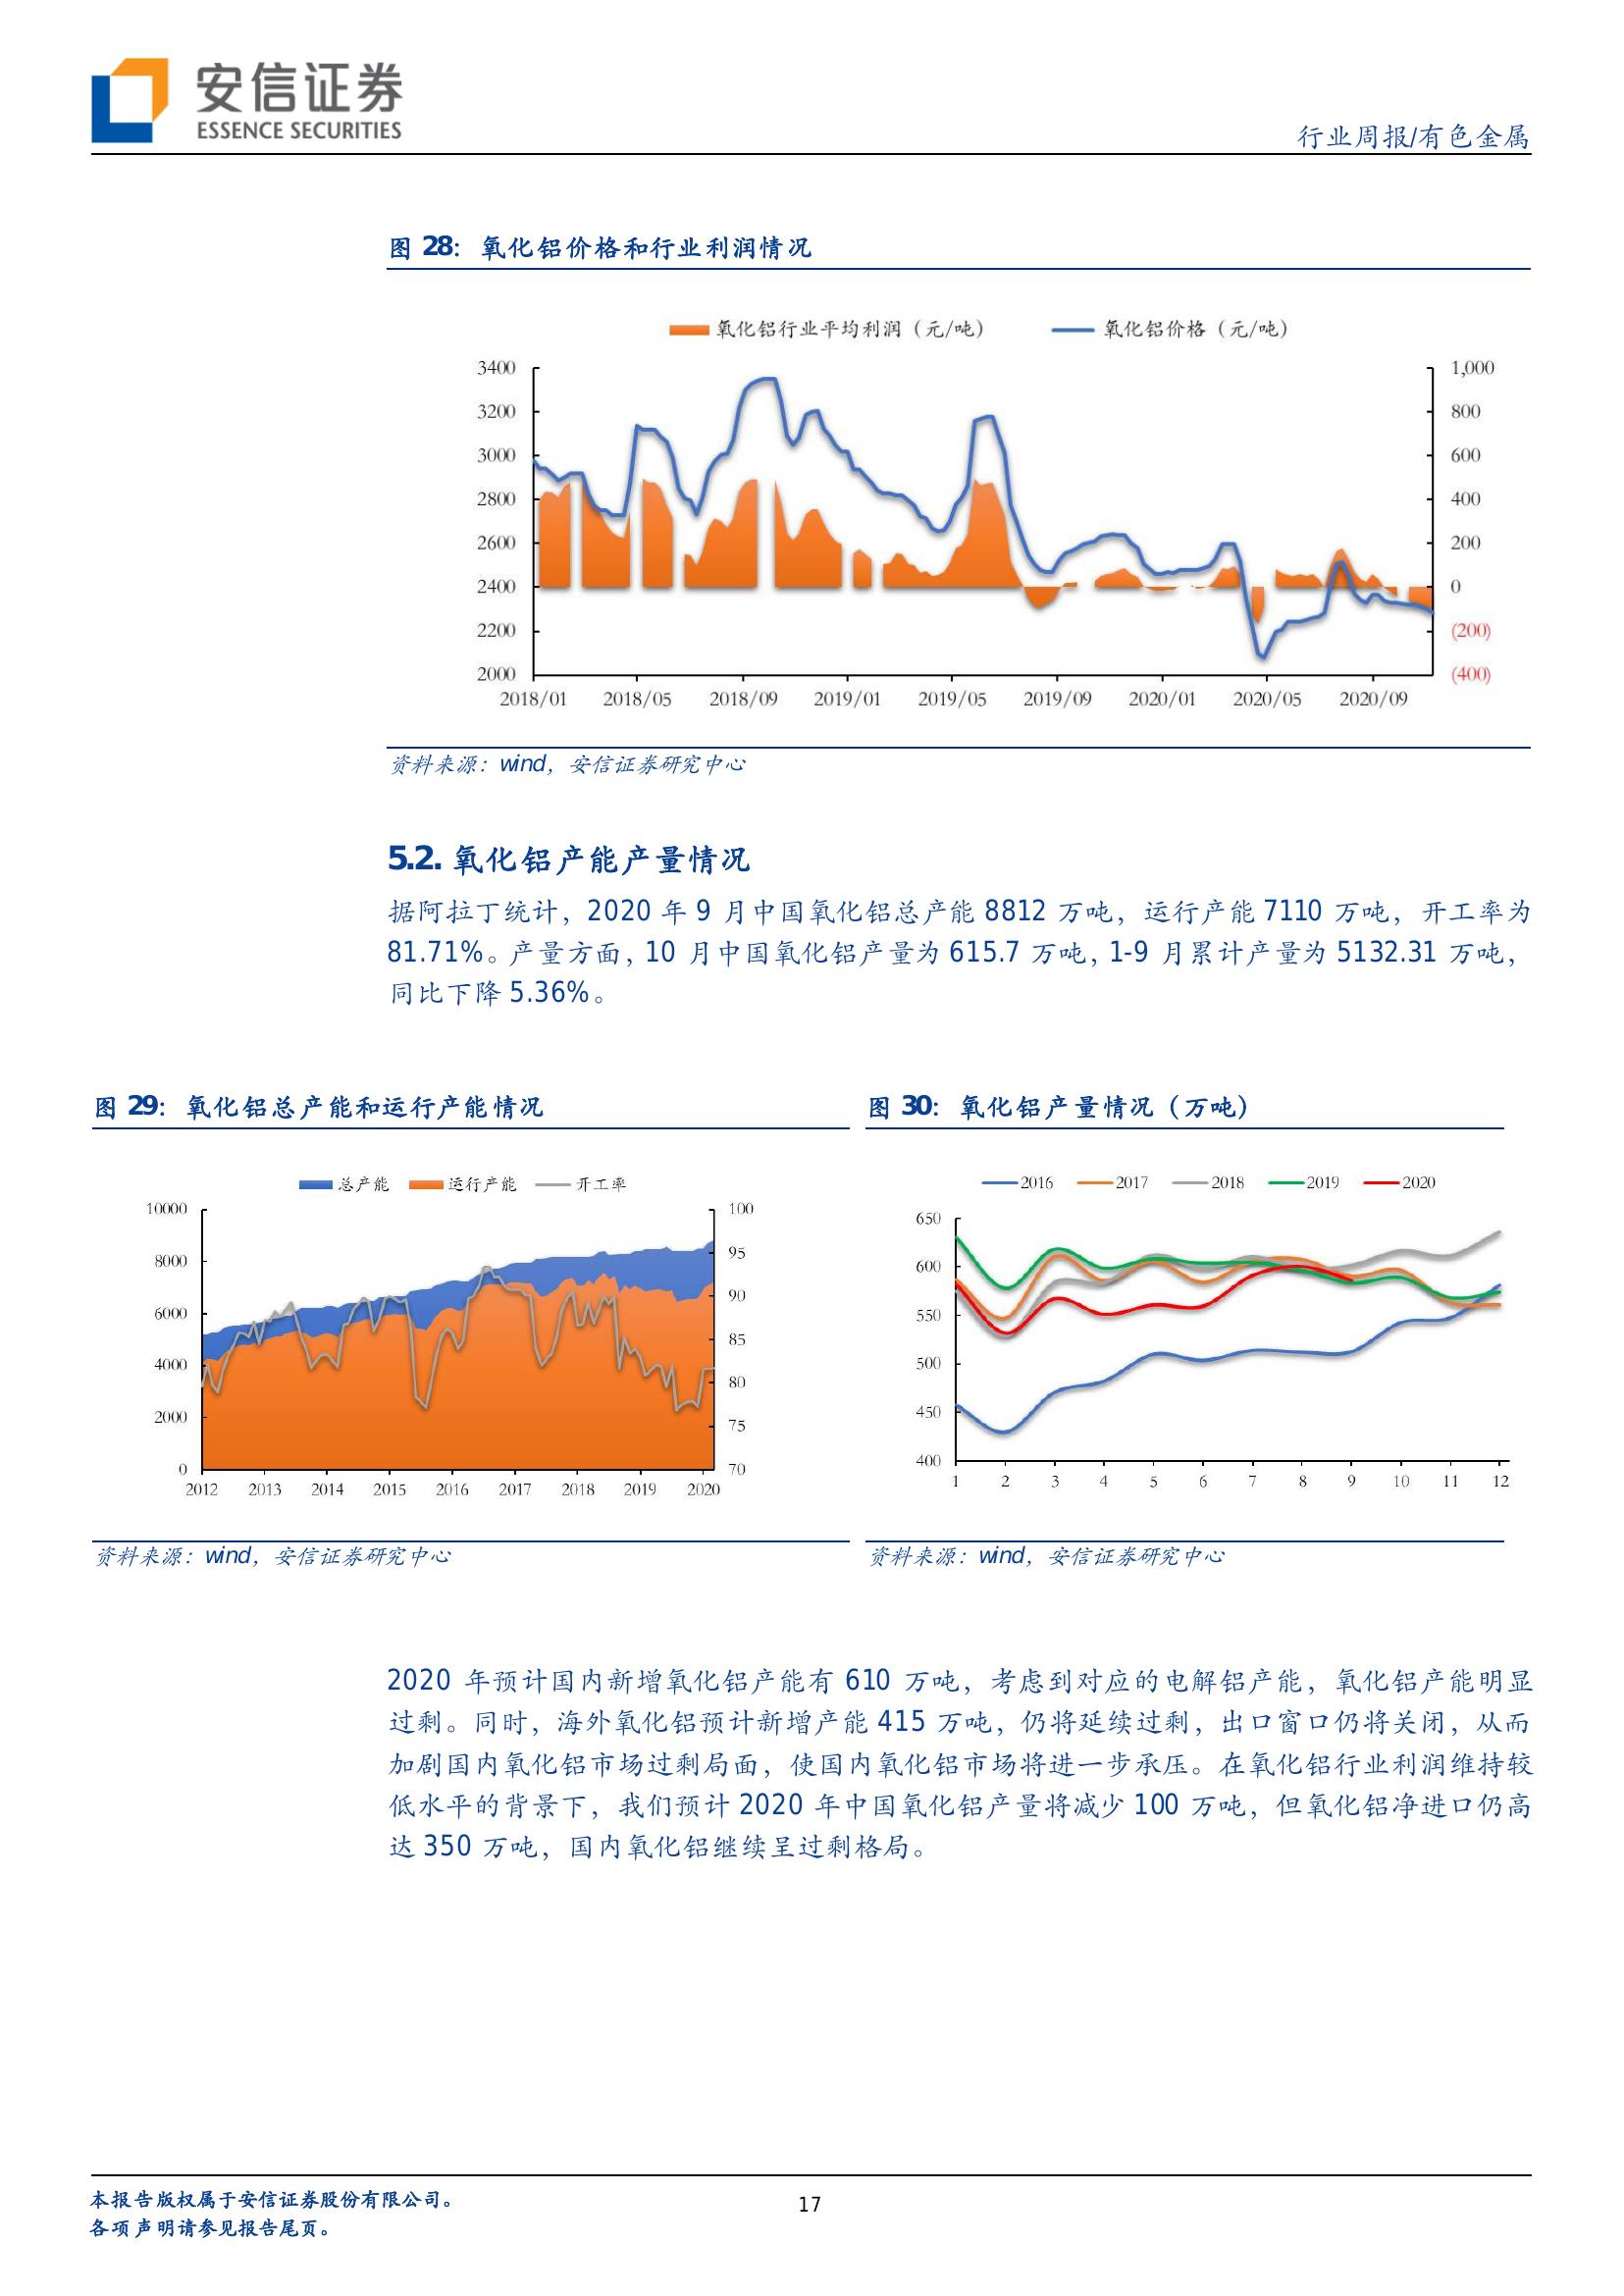 安信证券
ESSENCE SECURITIES
行业周报/有色金属
图 28：氧化铝价格和行业利润情况
氧化铝行业平均利润（元/吨） 氧化铝价格（元/吨）
3400 1,000
3200 800
3000 600
2800 400
2600 200
2400 0
2200 (200)
2000 (400)
2018/01 2018/05 2018/09 2019/01 2019/05 2019/09 2020/01 2020/05 2020/09
资料来源：wind，安信证券研究中心
5.2. 氧化铝产能产量情况
据阿拉丁统计，2020 年 9 月中国氧化铝总产能 8812 万吨，运行产能 7110 万吨，开工率为
81.71%。产量方面，10 月中国氧化铝产量为 615.7 万吨，1-9 月累计产量为 5132.31 万吨，
同比下降 5.36%。
图 29：氧化铝总产能和运行产能情况
总产能 运行产能 开工率
10000 100
8000 95
6000 90
4000 85
2000 80
0 75
70
2012 2013 2014 2015 2016 2017 2018 2019 2020
资料来源：wind，安信证券研究中心
图 30：氧化铝产量情况（万吨）
2016 2017 2018 2019 2020
650
600
550
500
450
400
1 2 3 4 5 6 7 8 9 10 11 12
资料来源：wind，安信证券研究中心
2020 年预计国内新增氧化铝产能有 610 万吨，考虑到对应的电解铝产能，氧化铝产能明显
过剩。同时，海外氧化铝预计新增产能 415 万吨，仍将延续过剩，出口窗口仍将关闭，从而
加剧国内氧化铝市场过剩局面，使国内氧化铝市场将进一步承压。在氧化铝行业利润维持较
低水平的背景下，我们预计 2020 年中国氧化铝产量将减少 100 万吨，但氧化铝净进口仍高
达 350 万吨，国内氧化铝继续呈过剩格局。
本报告版权属于安信证券股份有限公司。
各项声明请参见报告尾页。
17